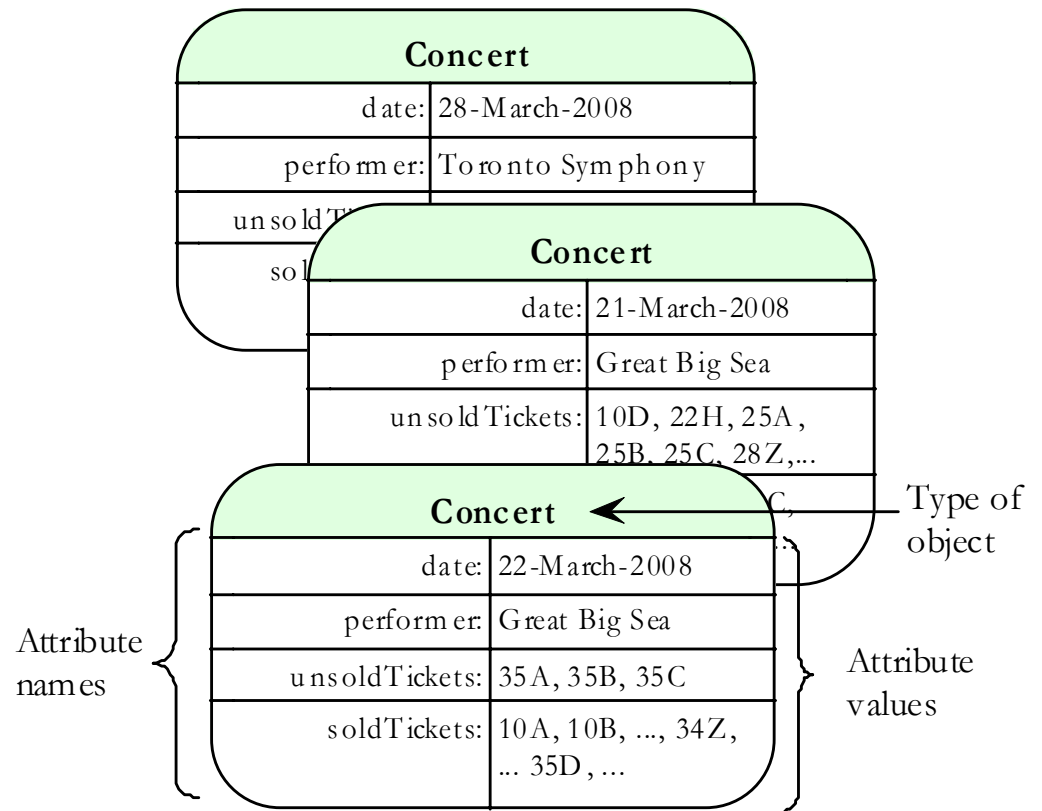 Concert
date: 28-March-2008
performer: Toronto Symphony
Concert
date: 21-March-2008
performer: Great Big Sea
unsoldTickets: 10D, 22H, 25A,
25B, 25C, 28Z,...
C,
...
Concert
date: 22-March-2008
performer: Great Big Sea
unsoldTickets: 35A, 35B, 35C
soldTickets: 10A, 10B, ..., 34Z,
... 35D, ...
Type of
object
Attribute
names
Attribute
values